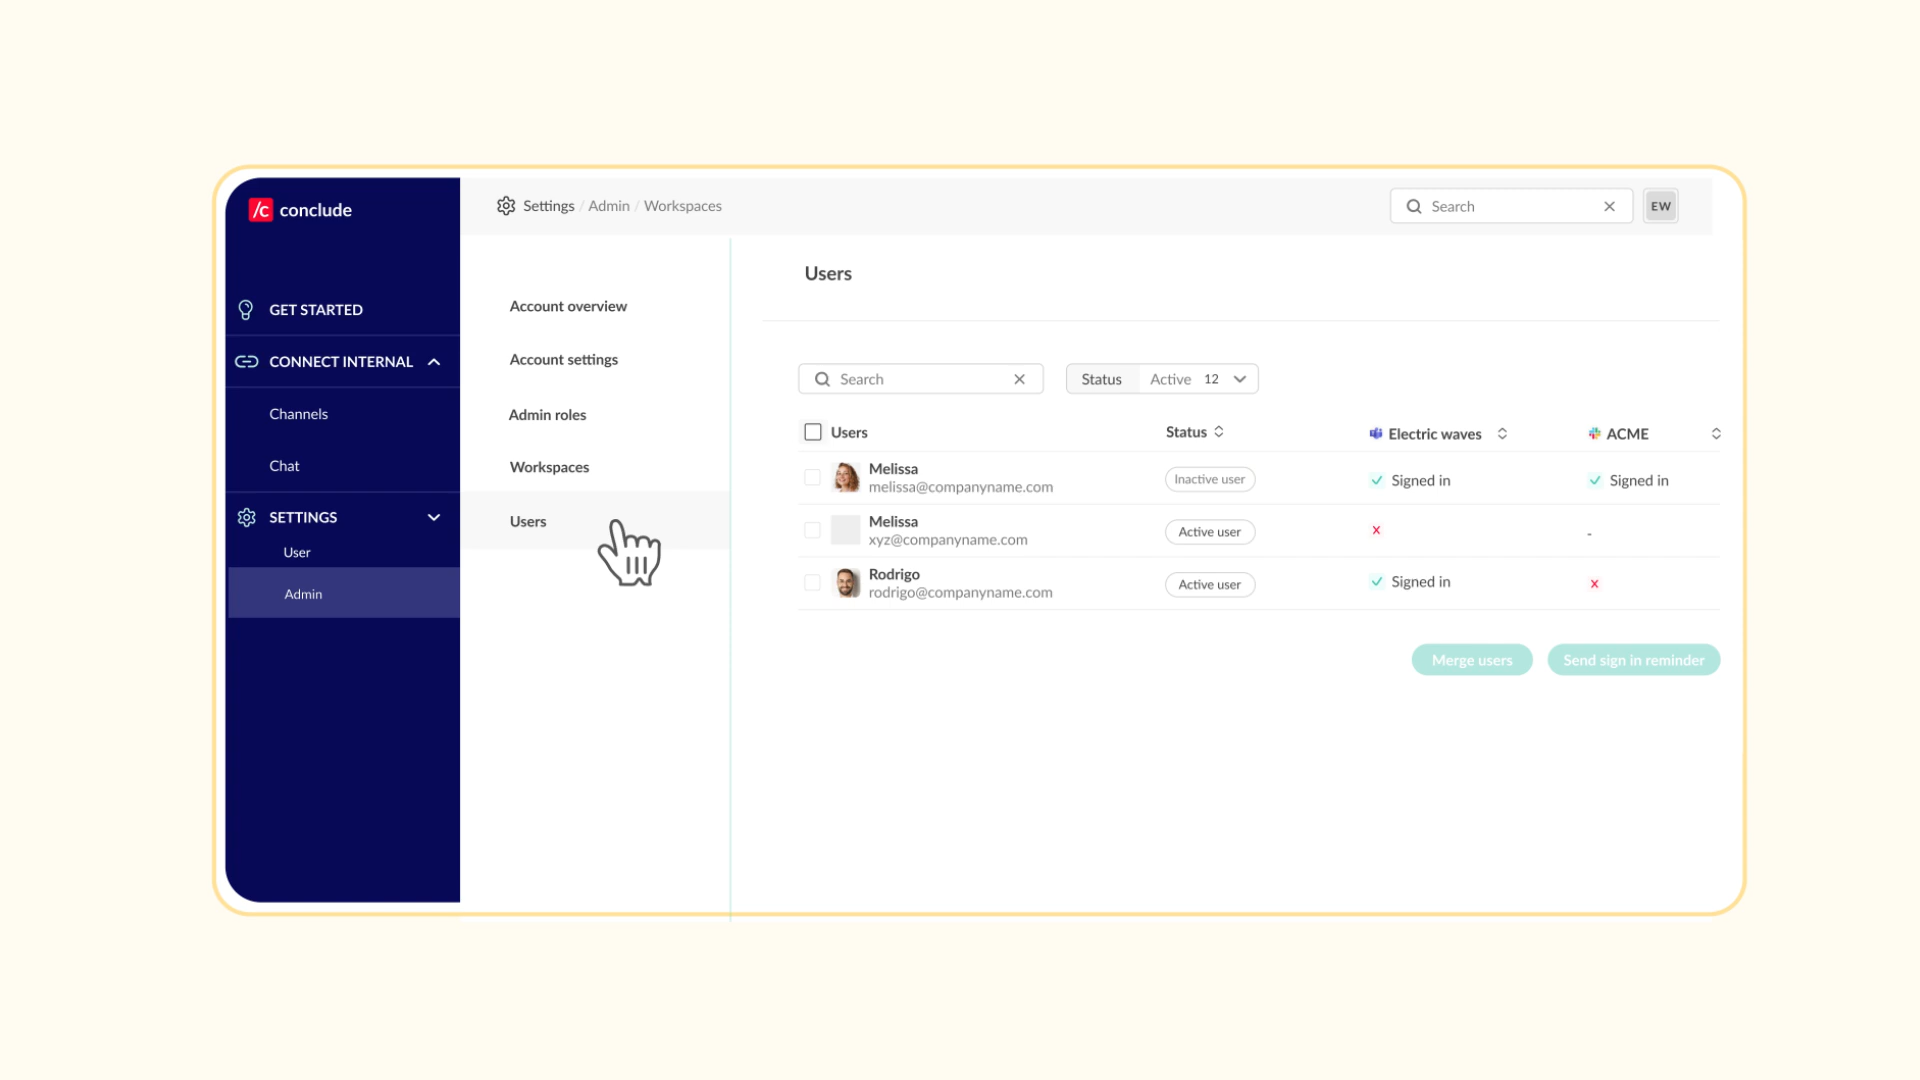 /c conclude
Settings / Admin / Workspaces
Search
EW
GET STARTED
CONNECT INTERNAL
Channels
Chat
SETTINGS
User
Admin
Account overview
Account settings
Admin roles
Workspaces
Users
Users
Search
Status Active 12
Users Status Electric waves ACME
Melissa
melissa@companyname.com
Inactive user
Signed in
Signed in
Melissa
xyz@companyname.com
Active user
x
-
Rodrigo
rodrigo@companyname.com
Active user
Signed in
x
Merge users
Send sign in reminder